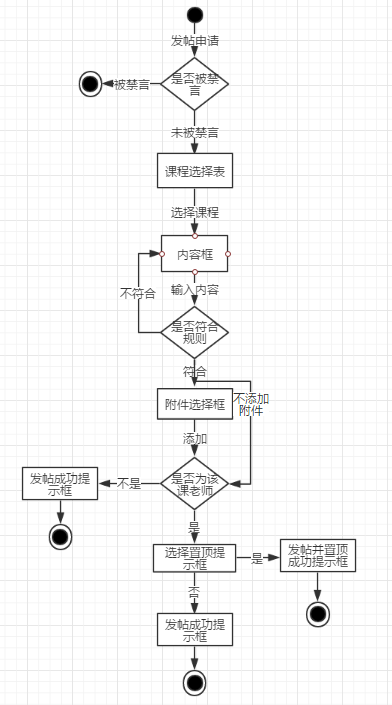 发帖申请
是否被禁
言
被禁言
未被禁言
课程选择表
选择课程
内容框
不符合
输入内容
是否符合
规则
符合
附件选择框
不添加
附件
添加
是否为该
课老师
不是
发帖成功提
示框
是
选择置顶提
示框
是
发帖并置顶
成功提示框
否
发帖成功提
示框